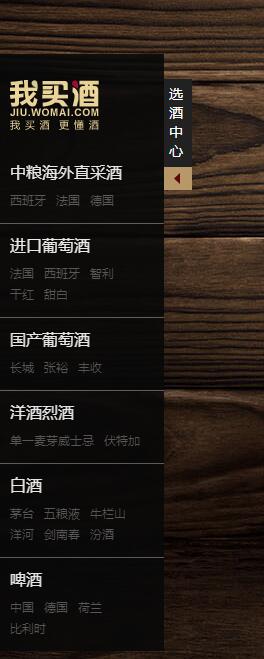 我买酒
JIU.WOMAI.COM
我买酒 更懂酒
选酒中心
中粮海外直采酒
西班牙 法国 德国
进口葡萄酒
法国 西班牙 智利
干红 甜白
国产葡萄酒
长城 张裕 丰收
洋酒烈酒
单一麦芽威士忌 伏特加
白酒
茅台 五粮液 牛栏山
洋河 剑南春 汾酒
啤酒
中国 德国 荷兰
比利时